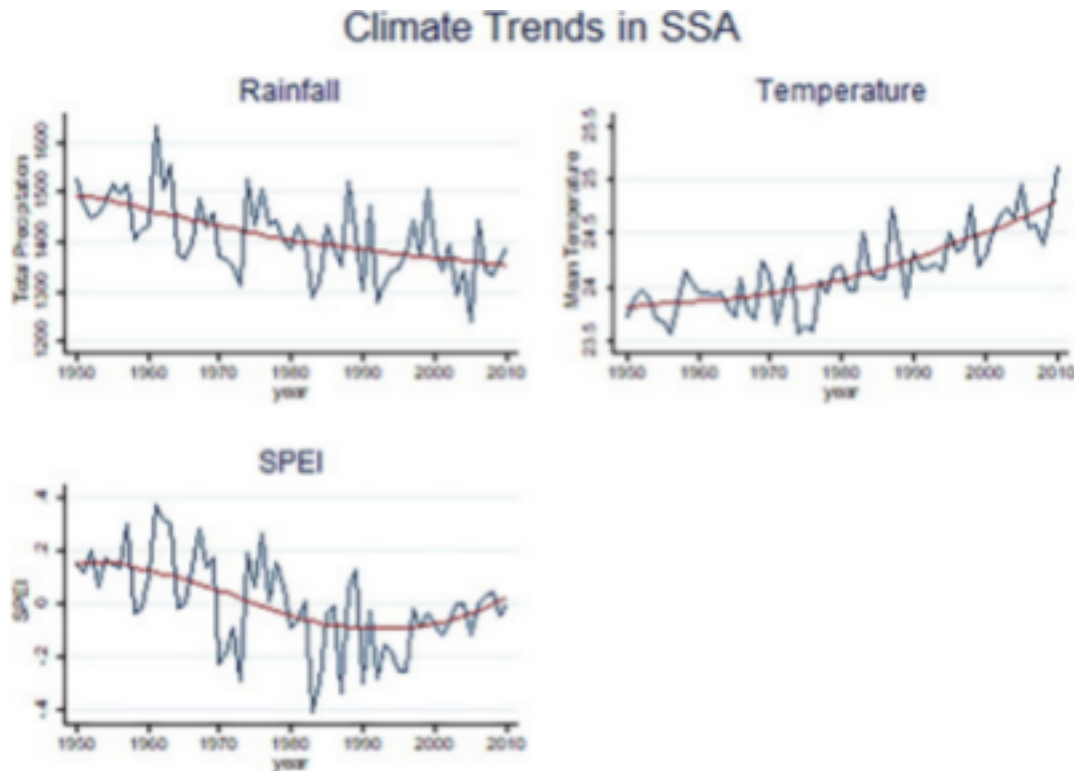 Climate Trends in SSA
Rainfall
Total Precipitation
1600
1500
1400
1300
1200
1950 1960 1970 1980 1990 2000 2010
year
Temperature
Mean Temperature
25.5
25
24.5
24
23.5
1950 1960 1970 1980 1990 2000 2010
year
SPEI
SPEI
.4
.2
0
-.2
-.4
1950 1960 1970 1980 1990 2000 2010
year